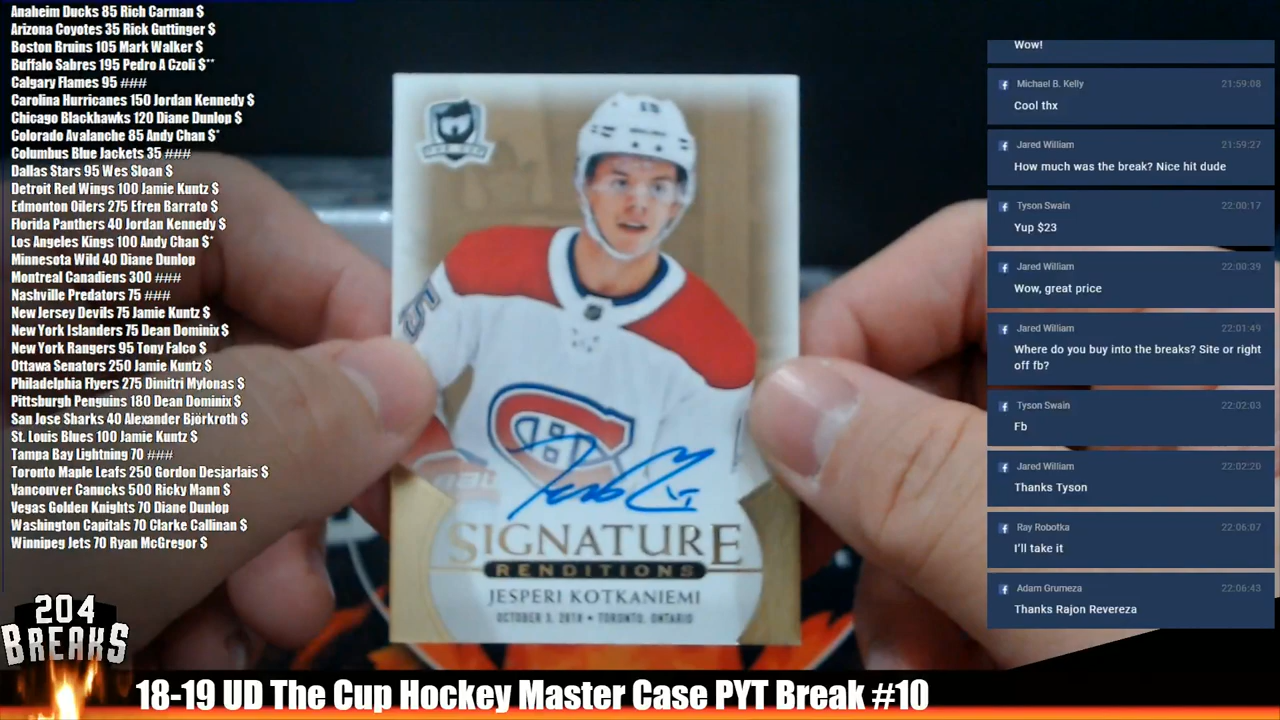 Anaheim Ducks 85 Rich Carman $
Arizona Coyotes 35 Rick Guttinger $
Boston Bruins 105 Mark Walker $
Buffalo Sabres 195 Pedro A Czoli $**
Calgary Flames 95 ###
Carolina Hurricanes 150 Jordan Kennedy $
Chicago Blackhawks 120 Diane Dunlop $
Colorado Avalanche 85 Andy Chan $*
Columbus Blue Jackets 35 ###
Dallas Stars 95 Wes Sloan $
Detroit Red Wings 100 Jamie Kuntz $
Edmonton Oilers 275 Efren Barrato $
Florida Panthers 40 Jordan Kennedy $
Los Angeles Kings 100 Andy Chan $*
Minnesota Wild 40 Diane Dunlop
Montreal Canadiens 300 ###
Nashville Predators 75 ###
New Jersey Devils 75 Jamie Kuntz $
New York Islanders 75 Dean Dominix $
New York Rangers 95 Tony Falco $
Ottawa Senators 250 Jamie Kuntz $
Philadelphia Flyers 275 Dimitri Mylonas $
Pittsburgh Penguins 180 Dean Dominix $
San Jose Sharks 40 Alexander Björkroth $
St. Louis Blues 100 Jamie Kuntz $
Tampa Bay Lightning 70 ###
Toronto Maple Leafs 250 Gordon Desjarlais $
Vancouver Canucks 500 Ricky Mann $
Vegas Golden Knights 70 Diane Dunlop
Washington Capitals 70 Clarke Callinan $
Winnipeg Jets 70 Ryan McGregor $
204
BREAKS
THE CUP
15
SIGNATURE
RENDITIONS
JESPERI KOTKANIEMI
OCTOBER 3, 2018 • TORONTO, ONTARIO
Wow!
Michael B. Kelly 21:59:08
Cool thx
Jared William 21:59:27
How much was the break? Nice hit dude
Tyson Swain 22:00:17
Yup $23
Jared William 22:00:39
Wow, great price
Jared William 22:01:49
Where do you buy into the breaks? Site or right
off fb?
Tyson Swain 22:02:03
Fb
Jared William 22:02:20
Thanks Tyson
Ray Robotka 22:06:07
I'll take it
Adam Grumeza 22:06:43
Thanks Rajon Revereza
18-19 UD The Cup Hockey Master Case PYT Break #10